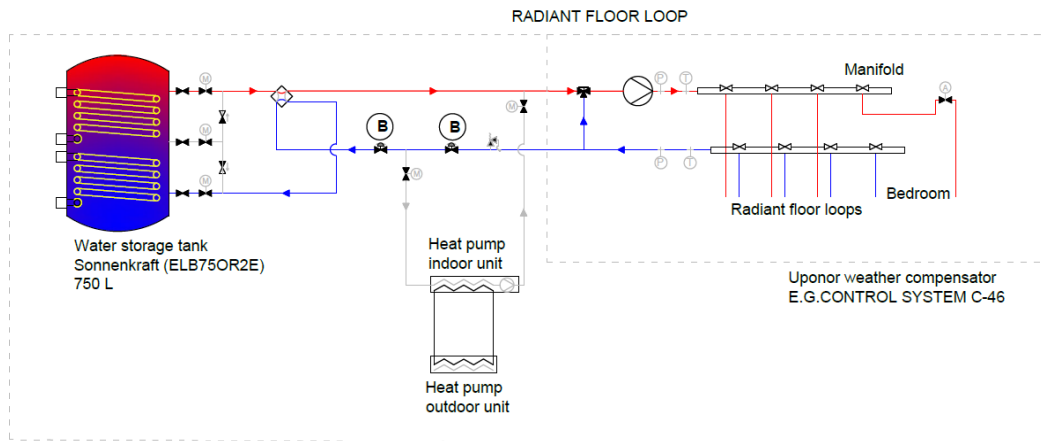 RADIANT FLOOR LOOP
M
P
T
Manifold
A
M
B
B
M
M
M
P
T
Radiant floor loops
Bedroom
Water storage tank
Sonnenkraft (ELB75OR2E)
750 L
Heat pump
indoor unit
Uponor weather compensator
E.G.CONTROL SYSTEM C-46
Heat pump
outdoor unit